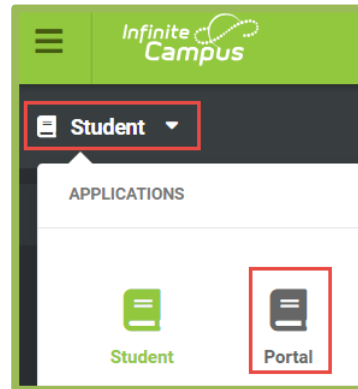 Infinite
Campus
Student
APPLICATIONS
Student
Portal